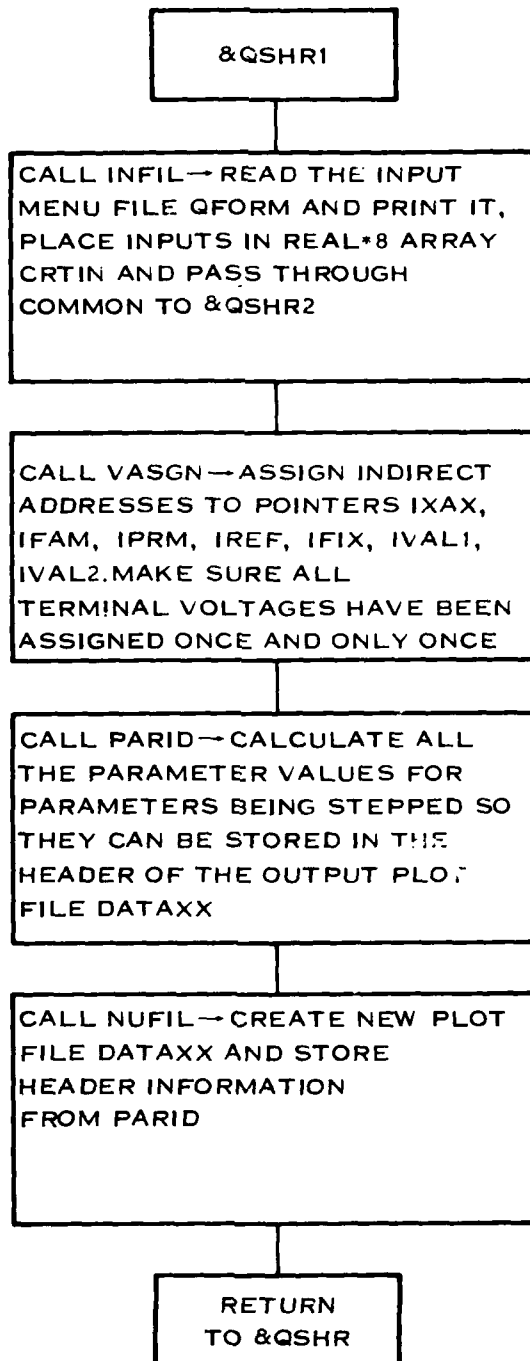 &QSHR1
CALL INFIL→READ THE INPUT
MENU FILE QFORM AND PRINT IT,
PLACE INPUTS IN REAL*8 ARRAY
CRTIN AND PASS THROUGH
COMMON TO &QSHR2
CALL VASGN→ASSIGN INDIRECT
ADDRESSES TO POINTERS IXAX,
IFAM, IPRM, IREF, IFIX, IVAL1,
IVAL2.MAKE SURE ALL
TERMINAL VOLTAGES HAVE BEEN
ASSIGNED ONCE AND ONLY ONCE
CALL PARID→CALCULATE ALL
THE PARAMETER VALUES FOR
PARAMETERS BEING STEPPED SO
THEY CAN BE STORED IN THE
HEADER OF THE OUTPUT PLOT
FILE DATAXX
CALL NUFIL→CREATE NEW PLOT
FILE DATAXX AND STORE
HEADER INFORMATION
FROM PARID
RETURN
TO &QSHR